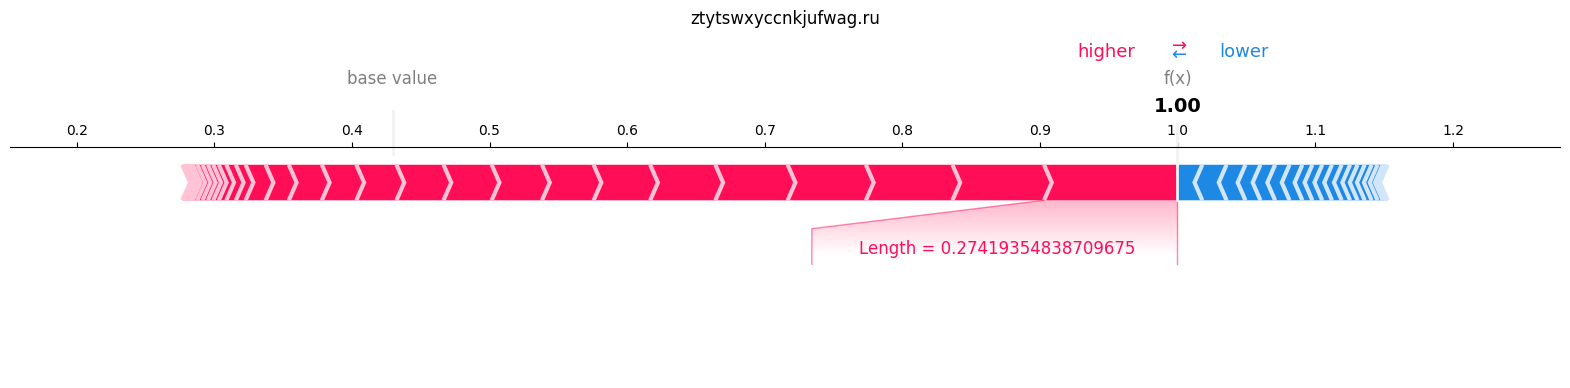 ztytswxyccnkjufwag.ru
higher → ← lower
base value f(x)
1.00
0.2 0.3 0.4 0.5 0.6 0.7 0.8 0.9 1.0 1.1 1.2
Length = 0.27419354838709675